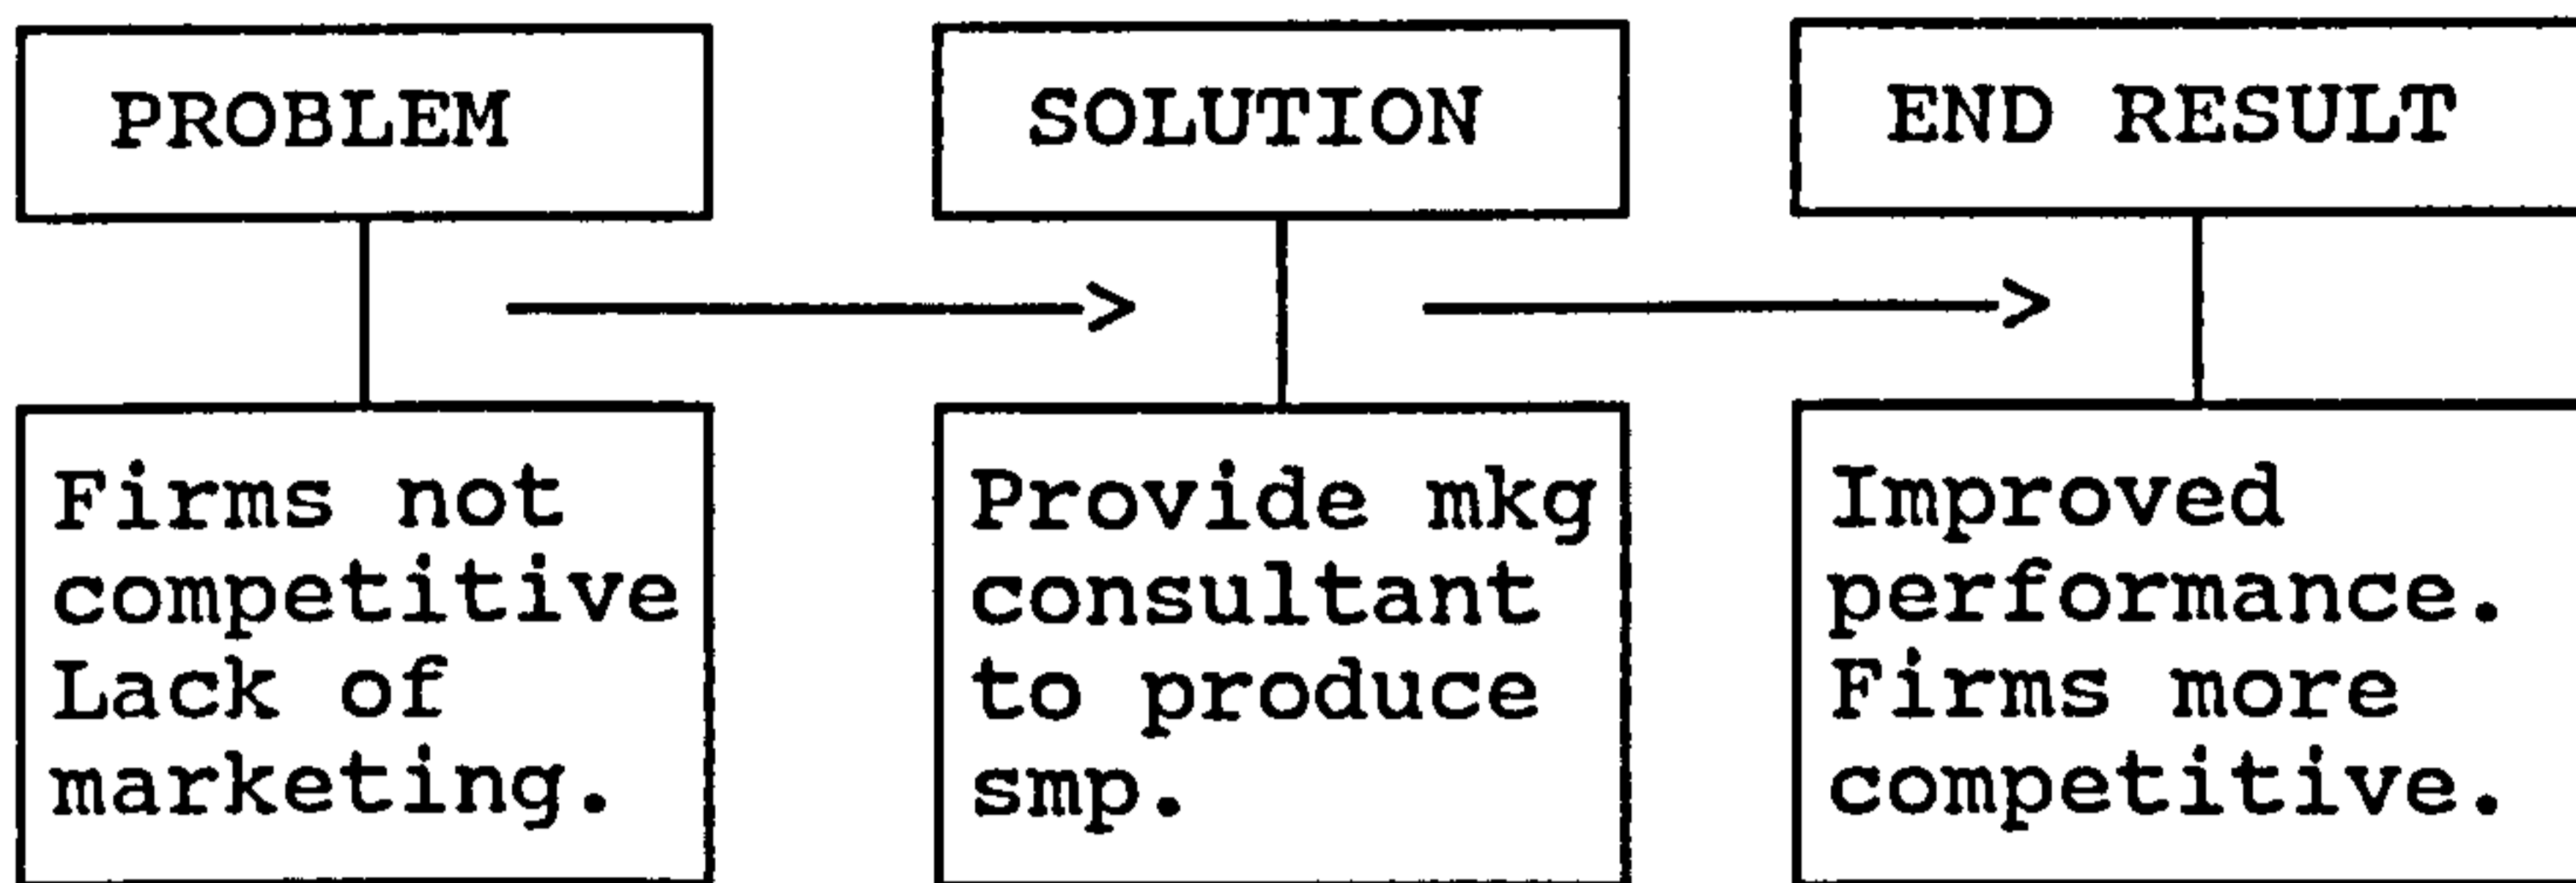 PROBLEM
SOLUTION
END RESULT
Firms not
competitive
Lack of
marketing.
Provide mkg
consultant
to produce
smp.
Improved
performance.
Firms more
competitive.